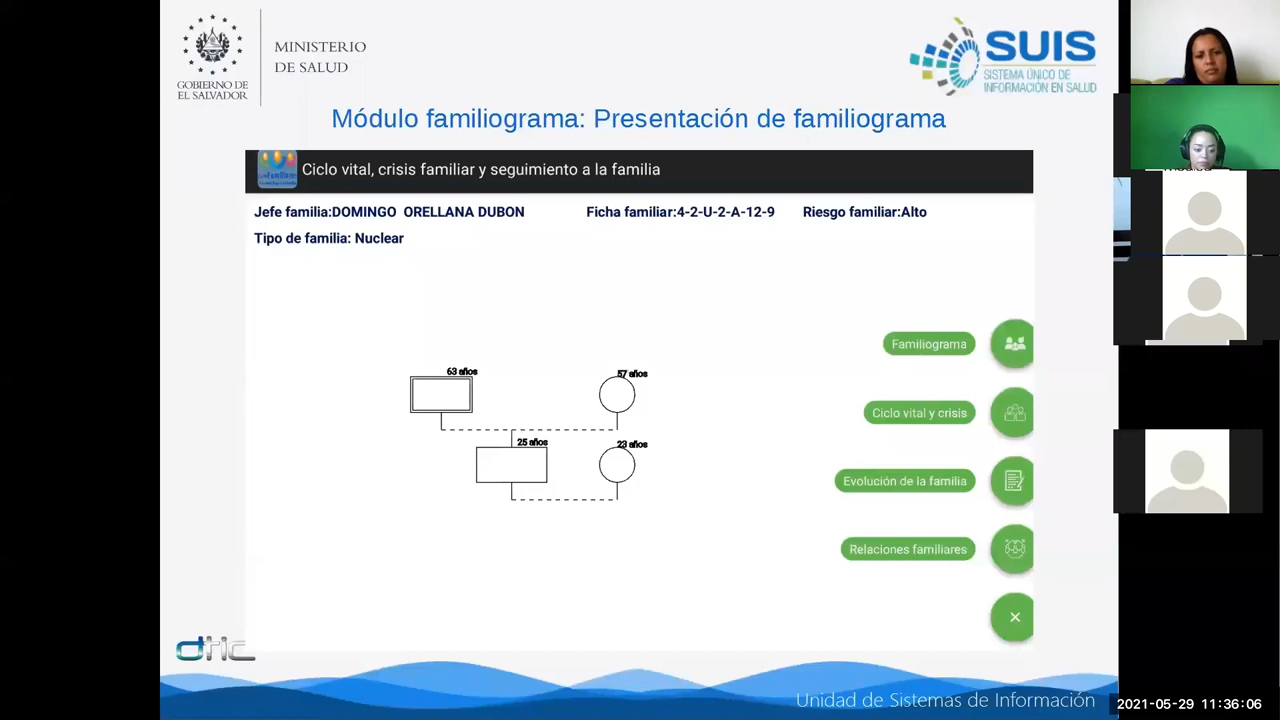 MINISTERIO
DE SALUD
GOBIERNO DE
EL SALVADOR
SUIS
SISTEMA ÚNICO DE
INFORMACIÓN EN SALUD
Módulo familiograma: Presentación de familiograma
Ciclo vital, crisis familiar y seguimiento a la familia
Jefe familia:DOMINGO ORELLANA DUBON
Ficha familiar:4-2-U-2-A-12-9
Riesgo familiar:Alto
Tipo de familia: Nuclear
Familiograma
63 años
57 años
Ciclo vital y crisis
25 años
23 años
Evolución de la familia
Relaciones familiares
dtic
Unidad de Sistemas de Información
2021-05-29 11:36:06